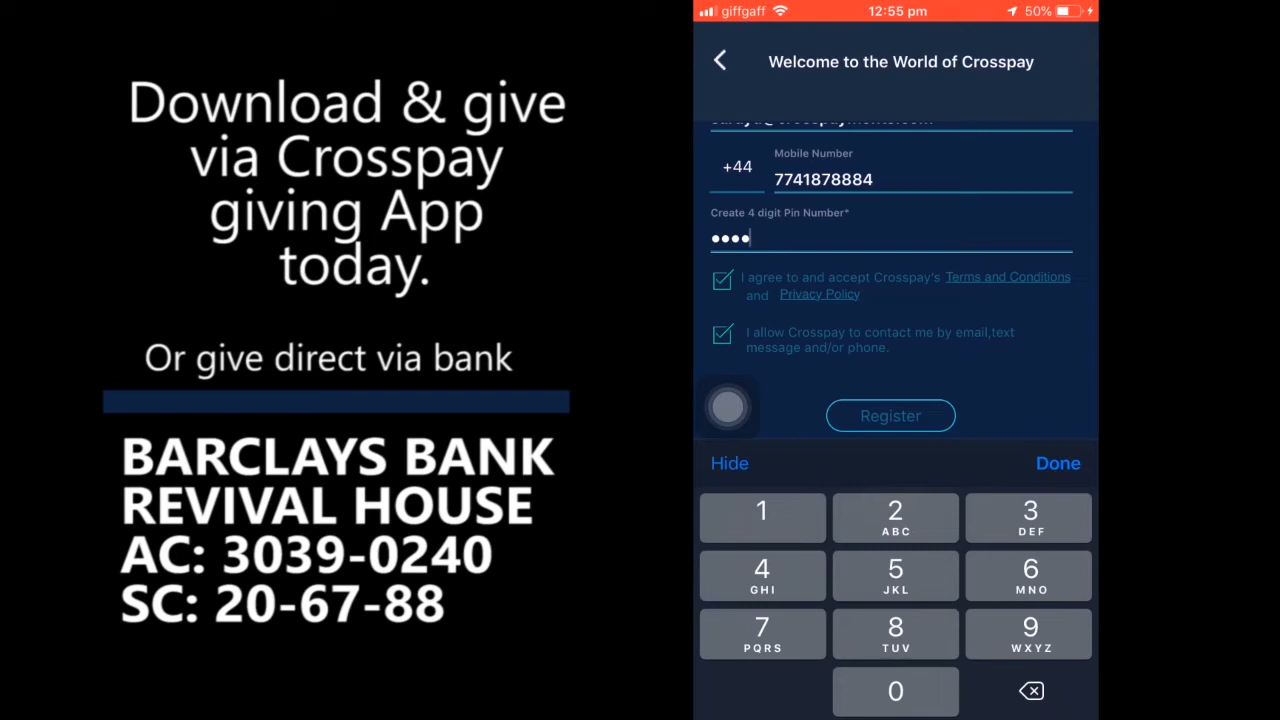 Download & give
via Crosspay
giving App
today.
Or give direct via bank
BARCLAYS BANK
REVIVAL HOUSE
AC: 3039-0240
SC: 20-67-88
giffgaff 12:55 pm 50%
Welcome to the World of Crosspay
Mobile Number
+44 7741878884
Create 4 digit Pin Number*
I agree to and accept Crosspay's Terms and Conditions
and Privacy Policy
I allow Crosspay to contact me by email,text
message and/or phone.
Register
Hide Done
1 2 3
ABC DEF
4 5 6
GHI JKL MNO
7 8 9
PQRS TUV WXYZ
0